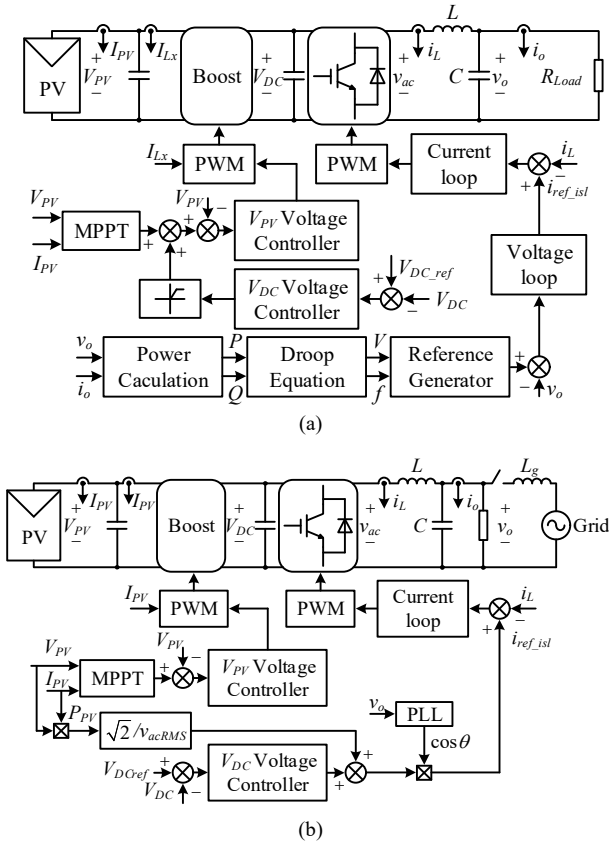 I_PV I_Lx L i_L i_o
PV + V_PV − Boost + V_DC − + v_ac − C + v_o − R_Load
I_Lx PWM PWM Current loop i_L
− + i_ref_isl
V_PV I_PV MPPT + + V_PV − + V_PV Voltage Controller Voltage loop
V_DC Voltage Controller + V_DC_ref − V_DC
v_o i_o Power Caculation P Q Droop Equation V f Reference Generator + − v_o
(a)
I_PV I_PV L i_L i_o L_g
PV + V_PV − Boost + V_DC − + v_ac − C + v_o − Grid
I_PV PWM PWM Current loop i_L
− + i_ref_isl
V_PV I_PV MPPT + V_PV − V_PV Voltage Controller
P_PV √2/v_acRMS v_o PLL
cosθ
V_DCref + V_DC − V_DC Voltage Controller + +
(b)